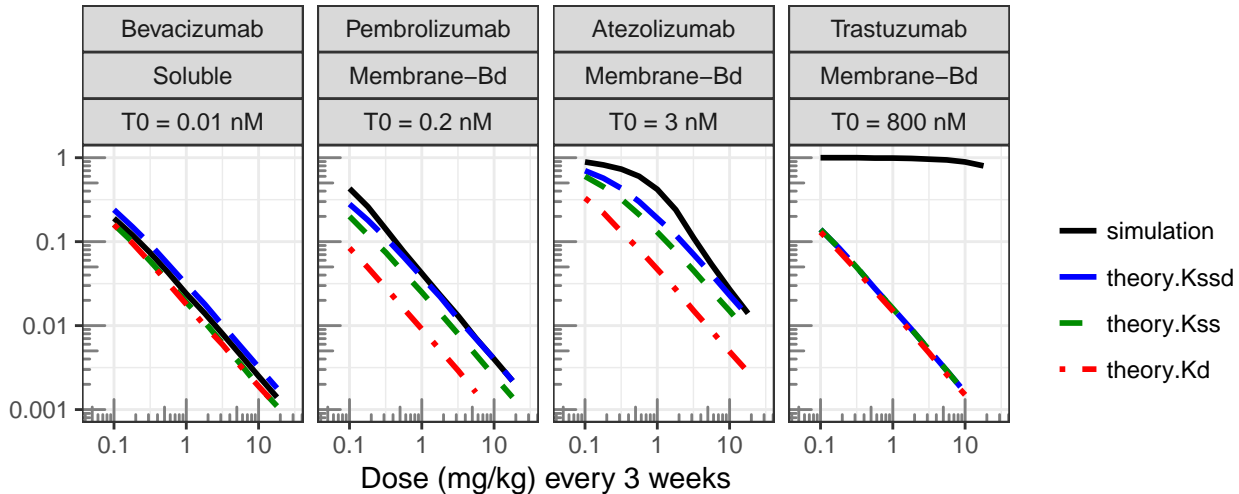 Bevacizumab Pembrolizumab Atezolizumab Trastuzumab
Soluble Membrane−Bd Membrane−Bd Membrane−Bd
T0 = 0.01 nM T0 = 0.2 nM T0 = 3 nM T0 = 800 nM
1
0.1
0.01
0.001
0.1 1 10 0.1 1 10 0.1 1 10 0.1 1 10
Dose (mg/kg) every 3 weeks
simulation
theory.Kssd
theory.Kss
theory.Kd